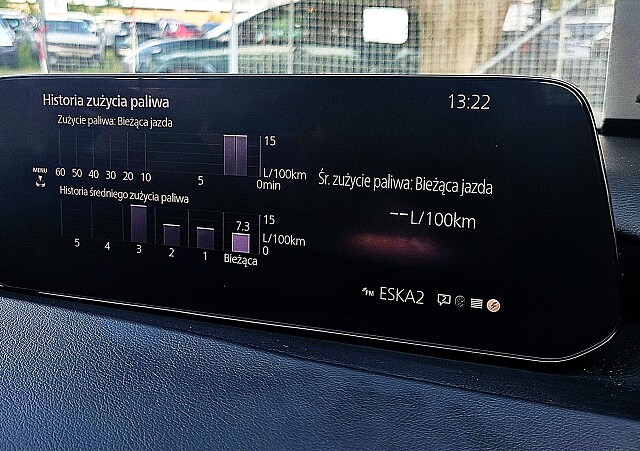 Historia zużycia paliwa
13:22
Zużycie paliwa: Bieżąca jazda
15
L/100km
60 50 40 30 20 10 5 0min
MENU
Śr. zużycie paliwa: Bieżąca jazda
--L/100km
Historia średniego zużycia paliwa
7.3
15
L/100km
0
5 4 3 2 1 Bieżąca
FM ESKA2